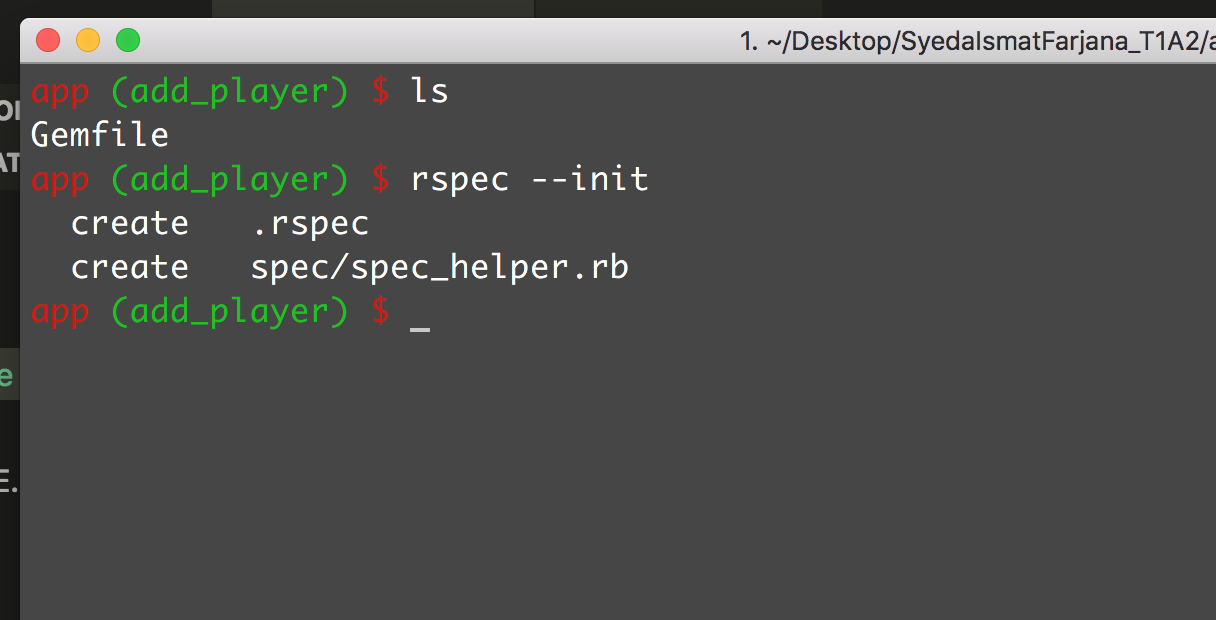 1. ~/Desktop/SyedaIsmatFarjana_T1A2/a
app (add_player) $ ls
Gemfile
app (add_player) $ rspec --init
  create   .rspec
  create   spec/spec_helper.rb
app (add_player) $ _